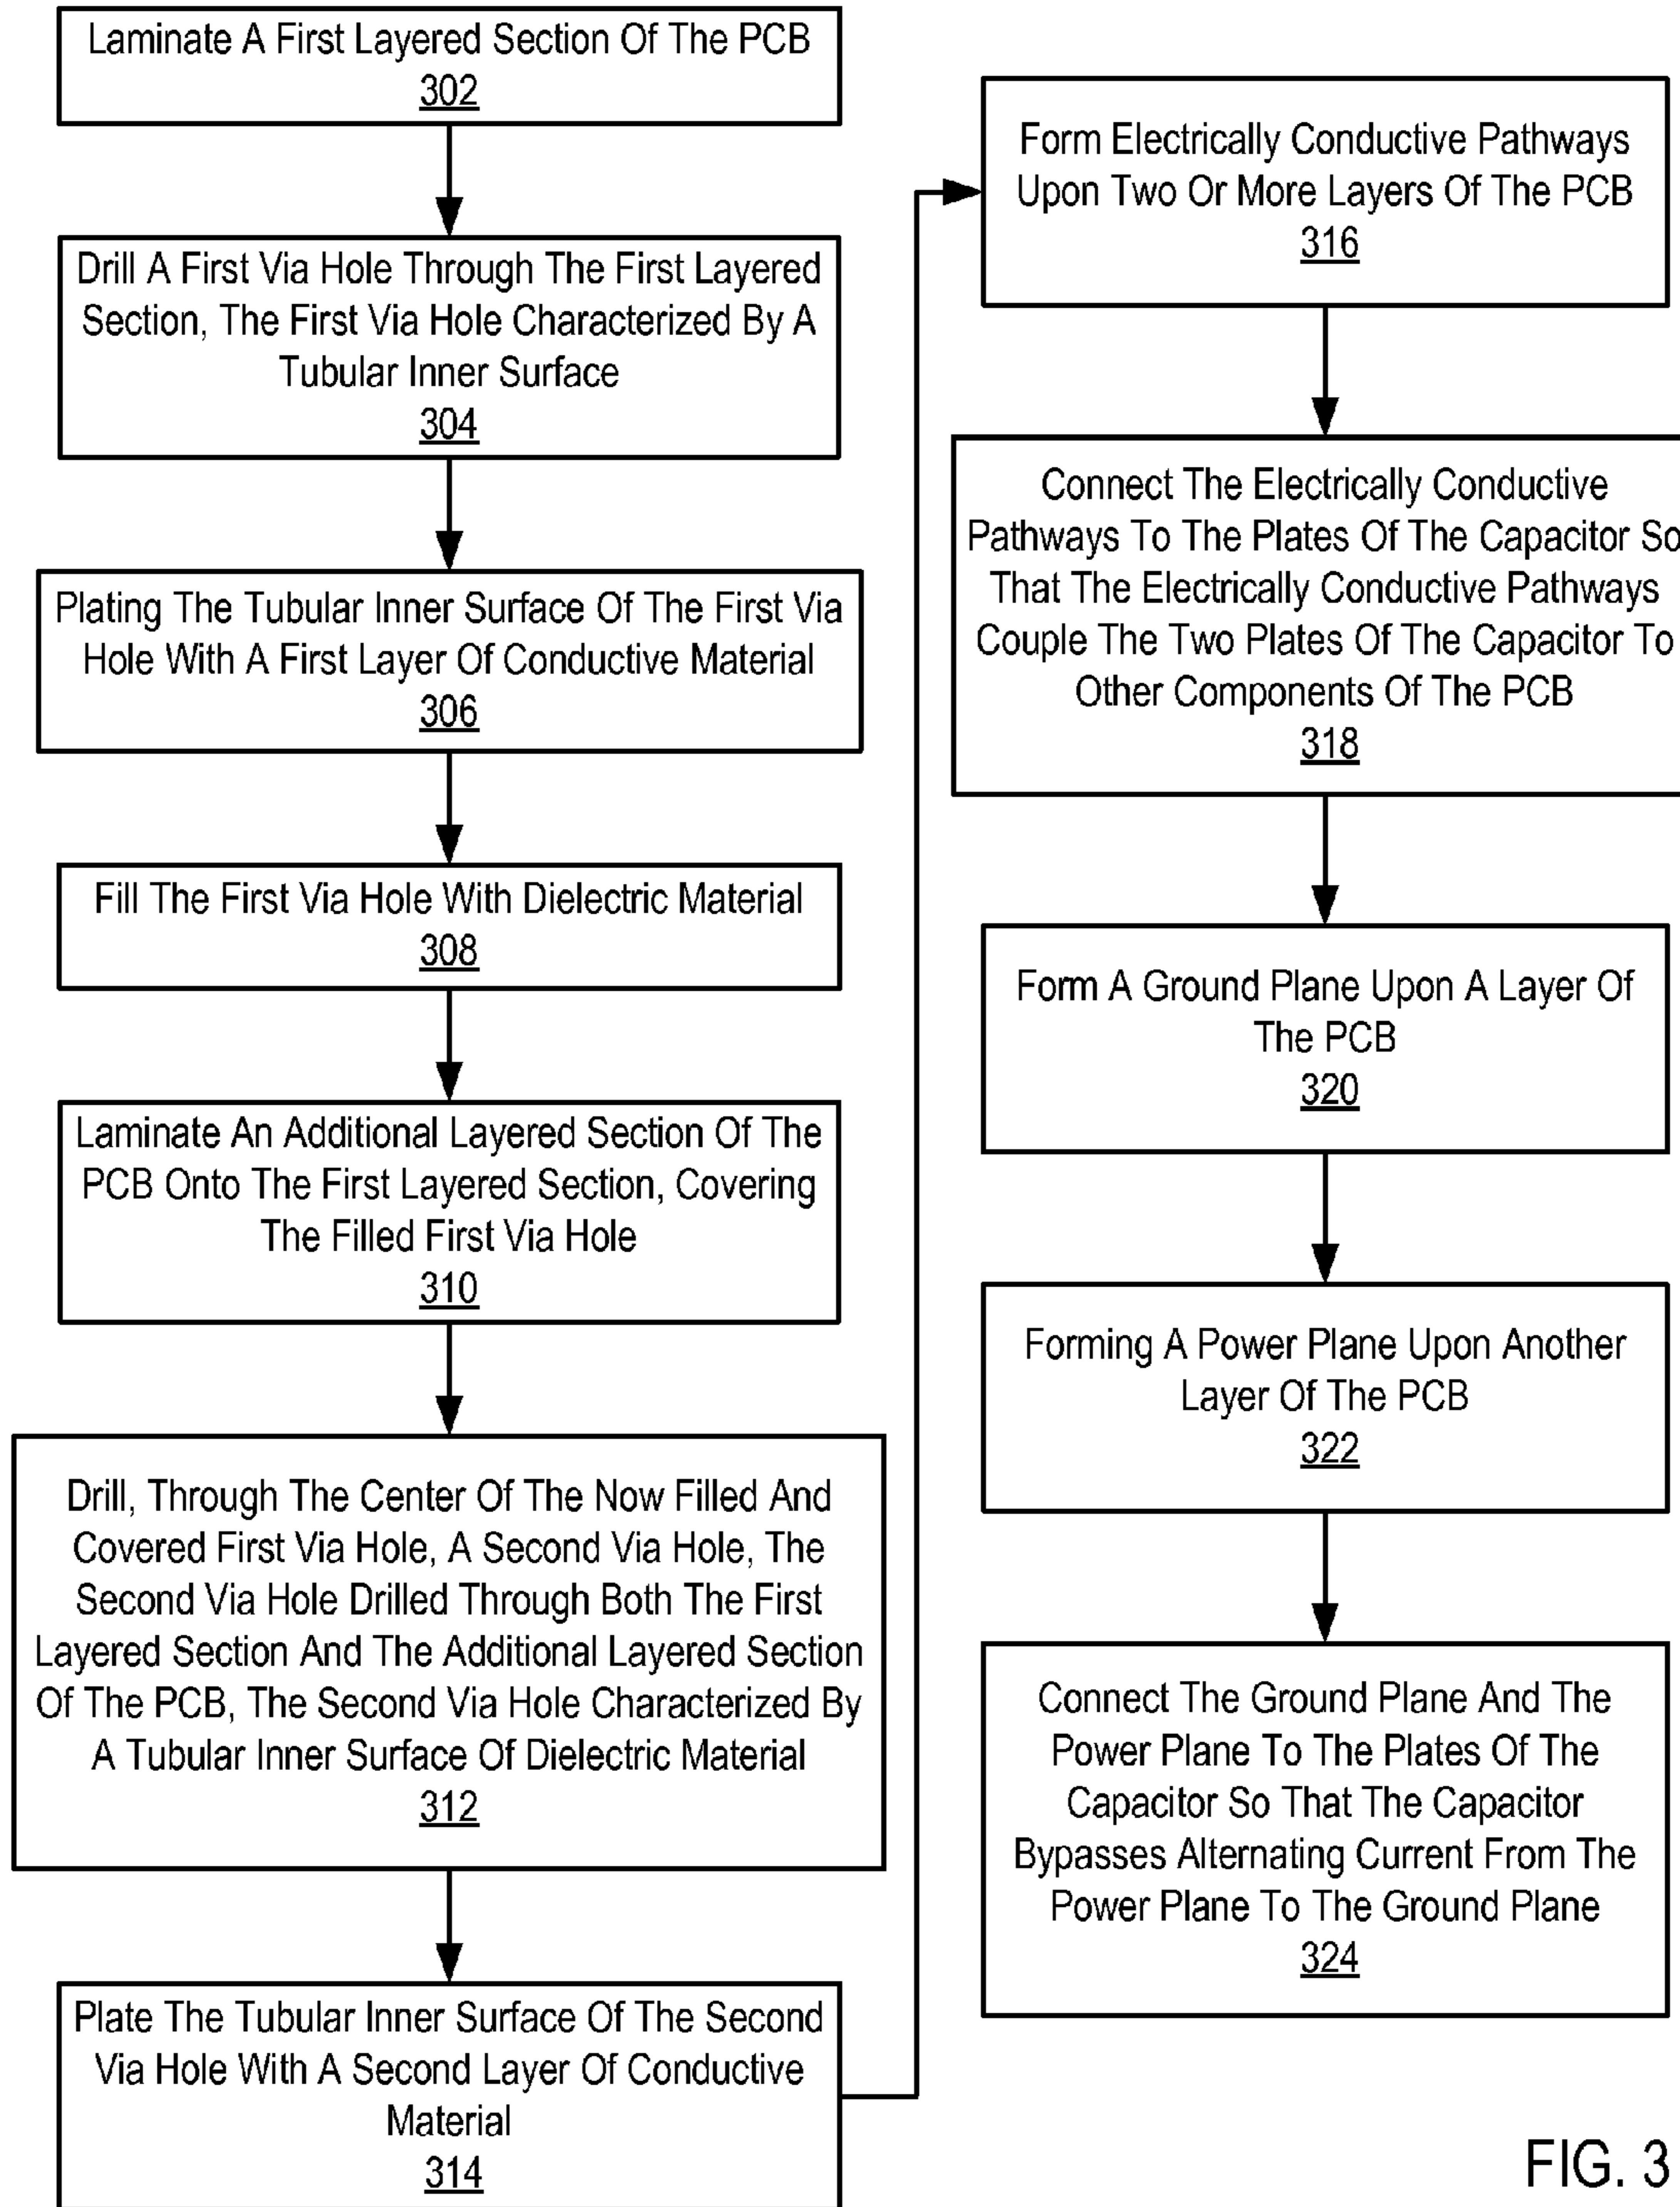 Laminate A First Layered Section Of The PCB
302
Drill A First Via Hole Through The First Layered
Section, The First Via Hole Characterized By A
Tubular Inner Surface
304
Plating The Tubular Inner Surface Of The First Via
Hole With A First Layer Of Conductive Material
306
Fill The First Via Hole With Dielectric Material
308
Laminate An Additional Layered Section Of The
PCB Onto The First Layered Section, Covering
The Filled First Via Hole
310
Drill, Through The Center Of The Now Filled And
Covered First Via Hole, A Second Via Hole, The
Second Via Hole Drilled Through Both The First
Layered Section And The Additional Layered Section
Of The PCB, The Second Via Hole Characterized By
A Tubular Inner Surface Of Dielectric Material
312
Plate The Tubular Inner Surface Of The Second
Via Hole With A Second Layer Of Conductive
Material
314
Form Electrically Conductive Pathways
Upon Two Or More Layers Of The PCB
316
Connect The Electrically Conductive
Pathways To The Plates Of The Capacitor So
That The Electrically Conductive Pathways
Couple The Two Plates Of The Capacitor To
Other Components Of The PCB
318
Form A Ground Plane Upon A Layer Of
The PCB
320
Forming A Power Plane Upon Another
Layer Of The PCB
322
Connect The Ground Plane And The
Power Plane To The Plates Of The
Capacitor So That The Capacitor
Bypasses Alternating Current From The
Power Plane To The Ground Plane
324
FIG. 3